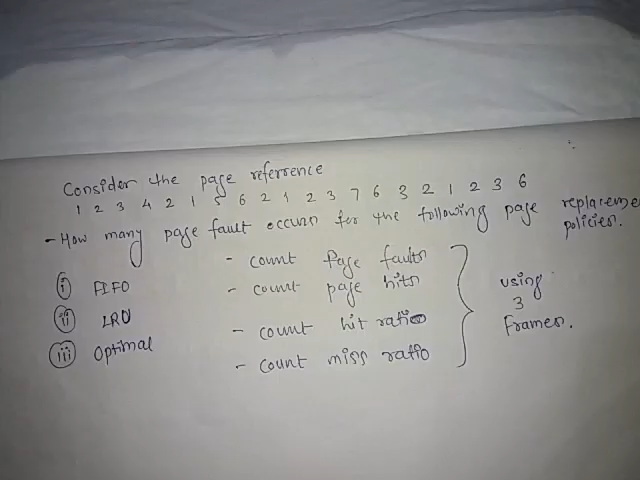 Consider the page reference
1 2 3 4 2 1 5 6 2 1 2 3 7 6 3 2 1 2 3 6
- How many page fault occurs for the following page replaceme
policies.
(i) FIFO
(ii) LRU
(iii) Optimal
- count Page faults
- count page hits
- count hit ratio
- count miss ratio
using
3
frames.